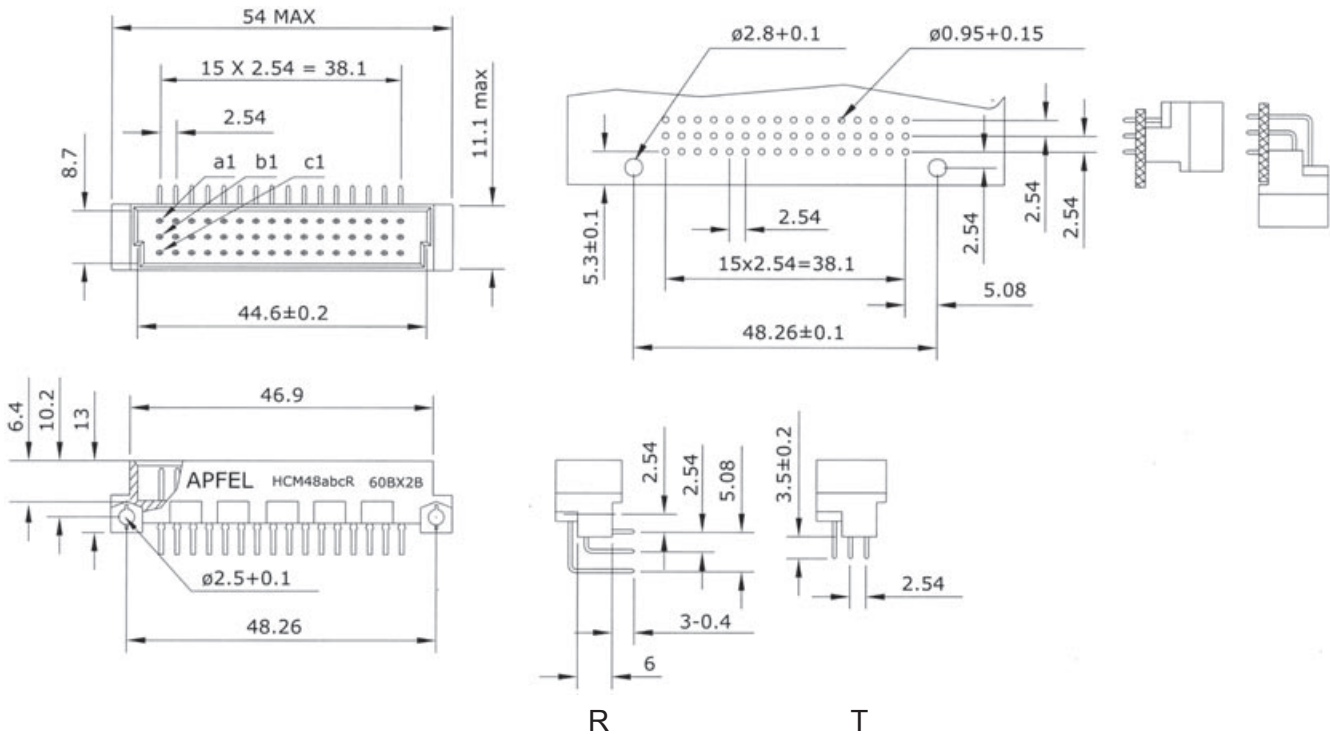 54 MAX
15 X 2.54 = 38.1
2.54
8.7
a1 b1 c1
11.1 max
44.6±0.2
ø2.8+0.1
ø0.95+0.15
5.3±0.1
2.54
15x2.54=38.1
48.26±0.1
2.54
2.54
2.54
5.08
46.9
6.4
10.2
13
APFEL HCM48abcR 60BX2B
ø2.5+0.1
48.26
2.54
2.54
5.08
3-0.4
6
R
3.5±0.2
2.54
T